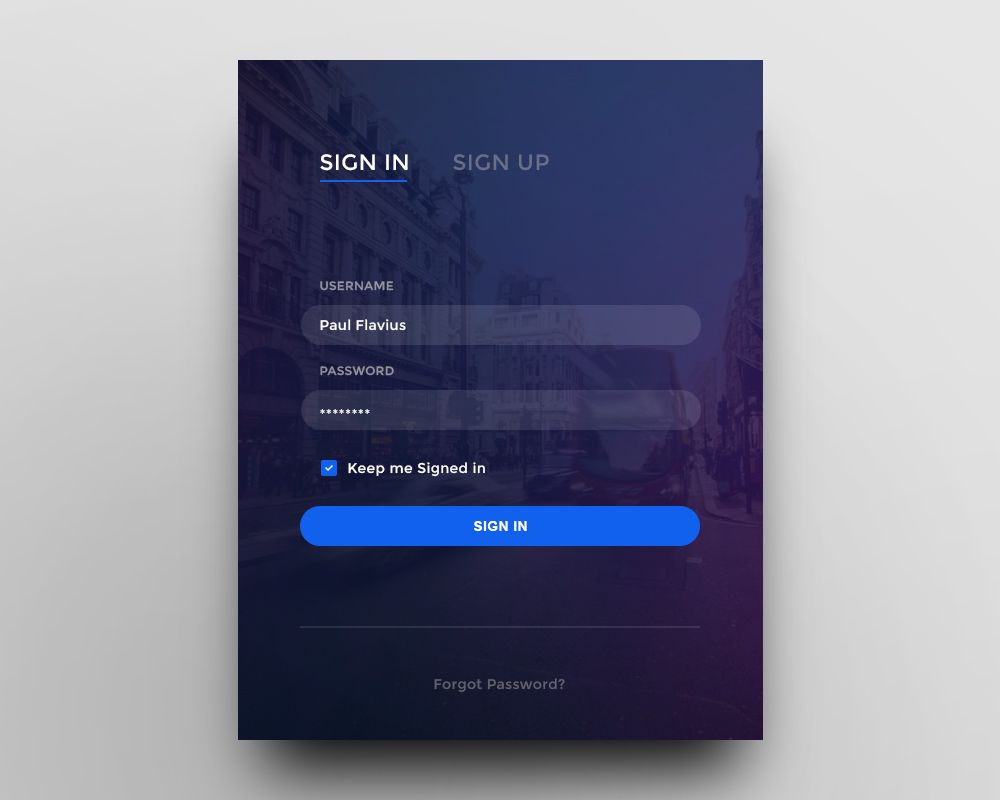 SIGN IN SIGN UP
USERNAME
Paul Flavius
PASSWORD
********
Keep me Signed in
SIGN IN
Forgot Password?